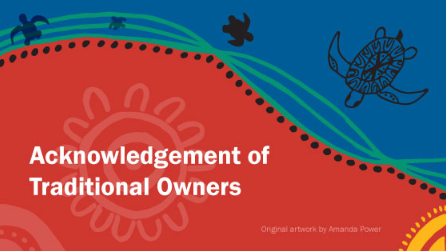 Acknowledgement of
Traditional Owners
Original artwork by Amanda Power